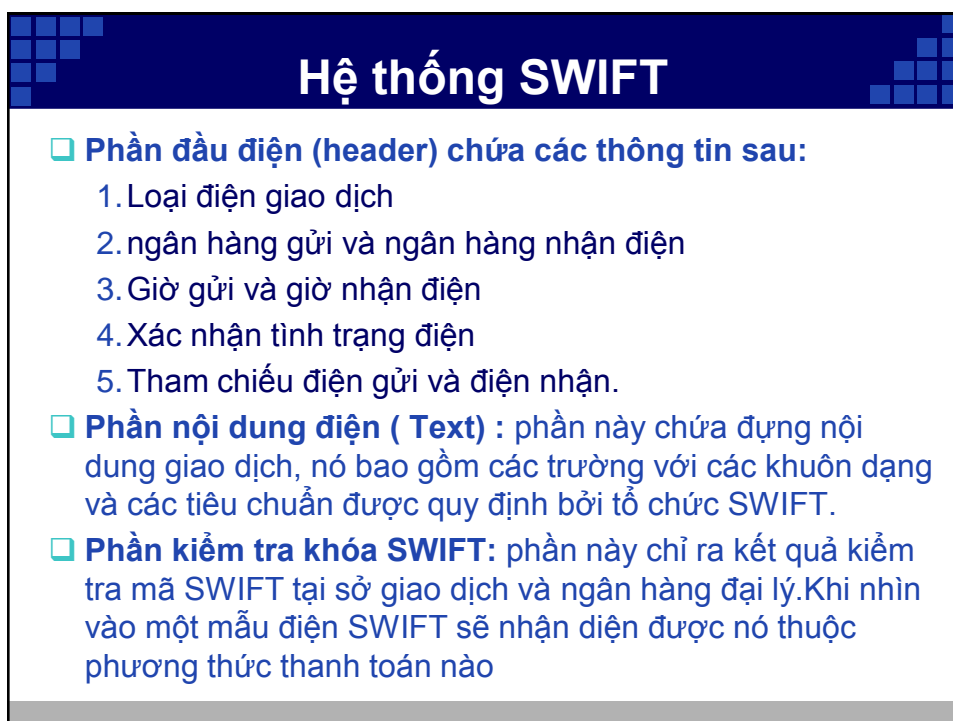 Hệ thống SWIFT
Phần đầu điện (header) chứa các thông tin sau:
1. Loại điện giao dịch
2. ngân hàng gửi và ngân hàng nhận điện
3. Giờ gửi và giờ nhận điện
4. Xác nhận tình trạng điện
5. Tham chiếu điện gửi và điện nhận.
Phần nội dung điện ( Text) : phần này chứa đựng nội
dung giao dịch, nó bao gồm các trường với các khuôn dạng
và các tiêu chuẩn được quy định bởi tổ chức SWIFT.
Phần kiểm tra khóa SWIFT: phần này chỉ ra kết quả kiểm
tra mã SWIFT tại sở giao dịch và ngân hàng đại lý.Khi nhìn
vào một mẫu điện SWIFT sẽ nhận diện được nó thuộc
phương thức thanh toán nào